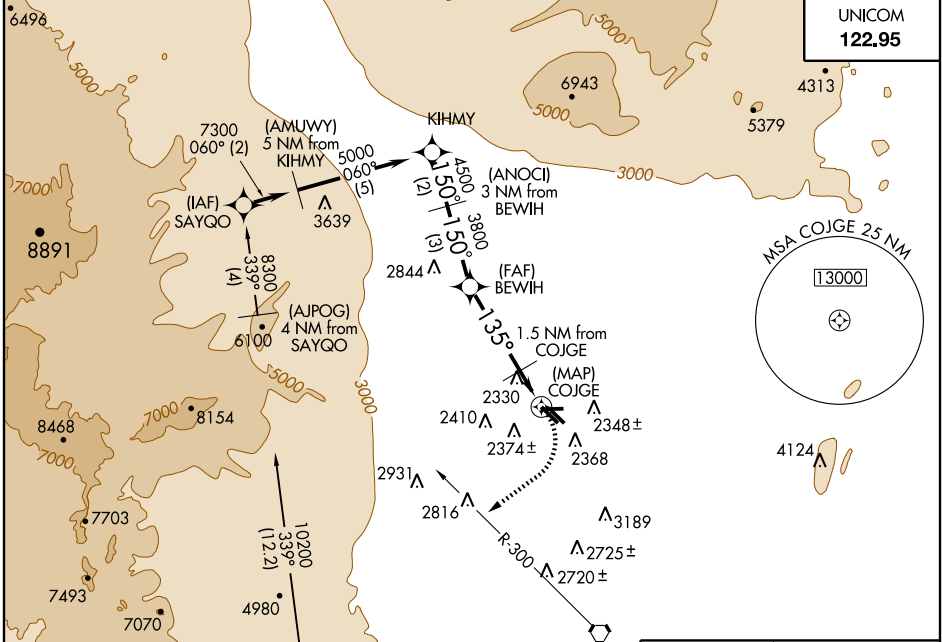 6496
5000
5000
UNICOM
122.95
6943
5000
4313
5379
3000
7300
060° (2)
(AMUWY)
5 NM from
KIHMY
5000
060°
(5)
KIHMY
4500
150°
(2)
(ANOCI)
3 NM from
BEWIH
7000
(IAF)
SAYQO
3639
8891
3800
150°
(3)
2844
(FAF)
BEWIH
MSA COJGE 25 NM
13000
8300
339°
(4)
(AJPOG)
4 NM from
SAYQO
6100
135°
1.5 NM from
COJGE
(MAP)
COJGE
5000
3000
2330
2410
2374±
2348±
2368
7000
8154
8468
7000
4124
2931
2816
R-300
3189
2725±
2720±
7703
10200
339°
(12.2)
7493
4980
7070